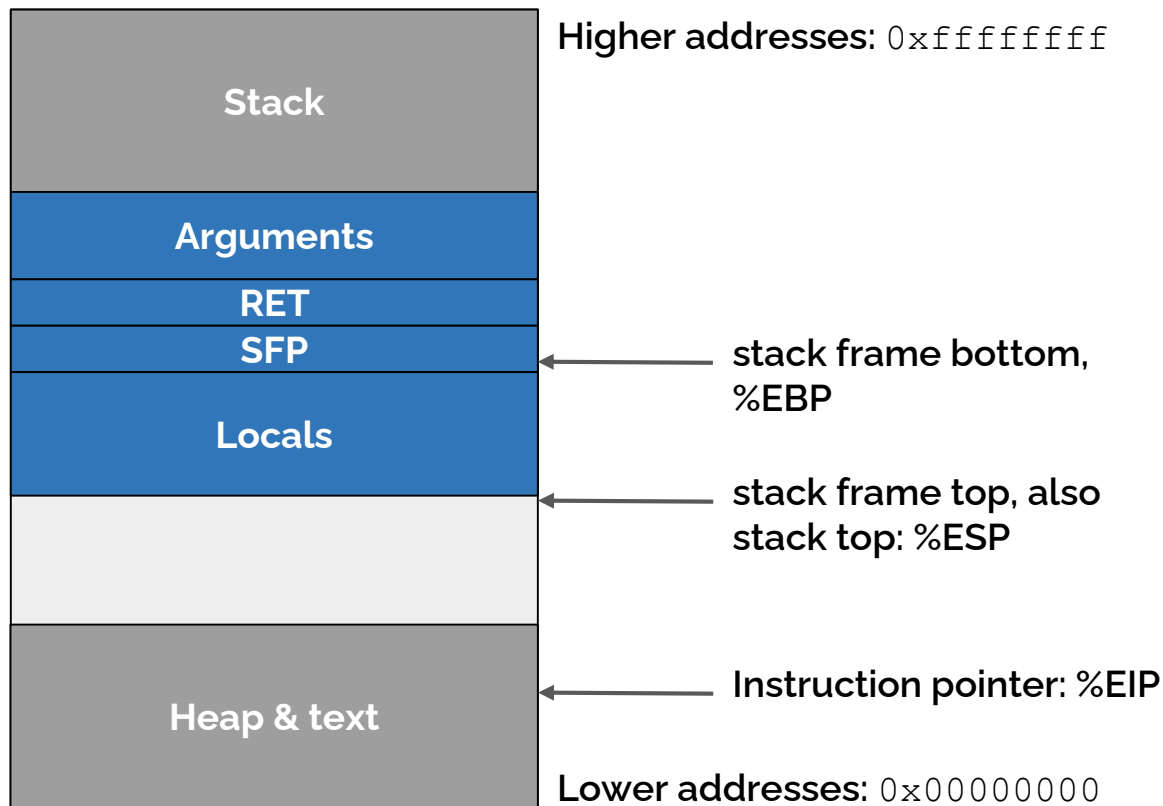 Higher addresses: 0xffffffff
Stack
Arguments
RET
SFP
stack frame bottom,
%EBP
Locals
stack frame top, also
stack top: %ESP
Instruction pointer: %EIP
Heap & text
Lower addresses: 0x00000000